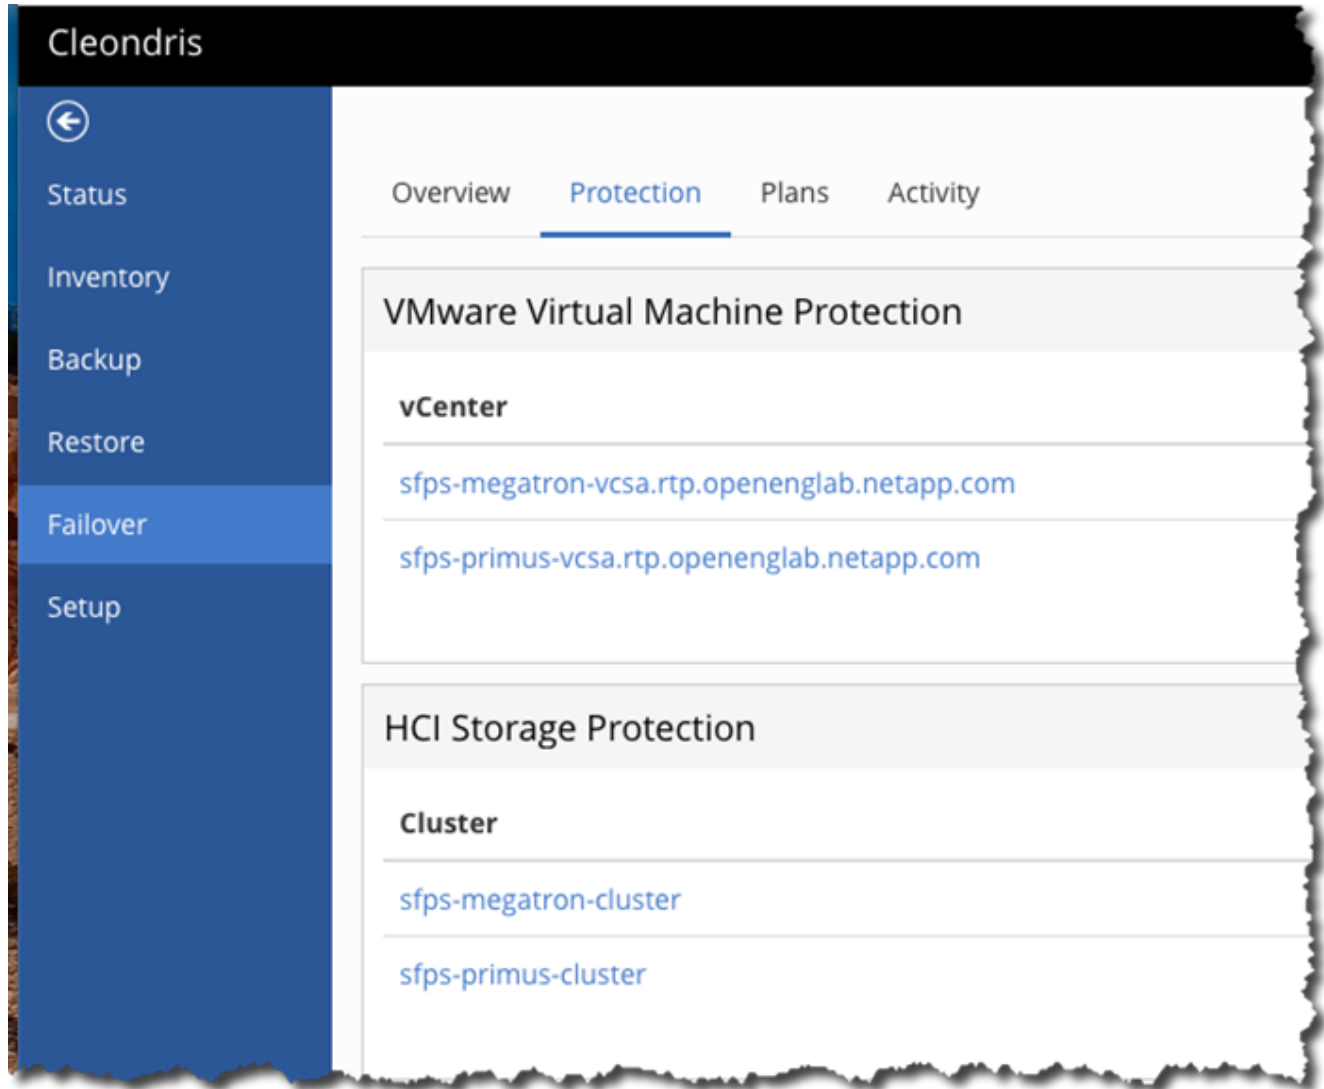 Cleondris
Status
Inventory
Backup
Restore
Failover
Setup
Overview Protection Plans Activity
VMware Virtual Machine Protection
vCenter
sfps-megatron-vcsa.rtp.openenglab.netapp.com
sfps-primus-vcsa.rtp.openenglab.netapp.com
HCI Storage Protection
Cluster
sfps-megatron-cluster
sfps-primus-cluster